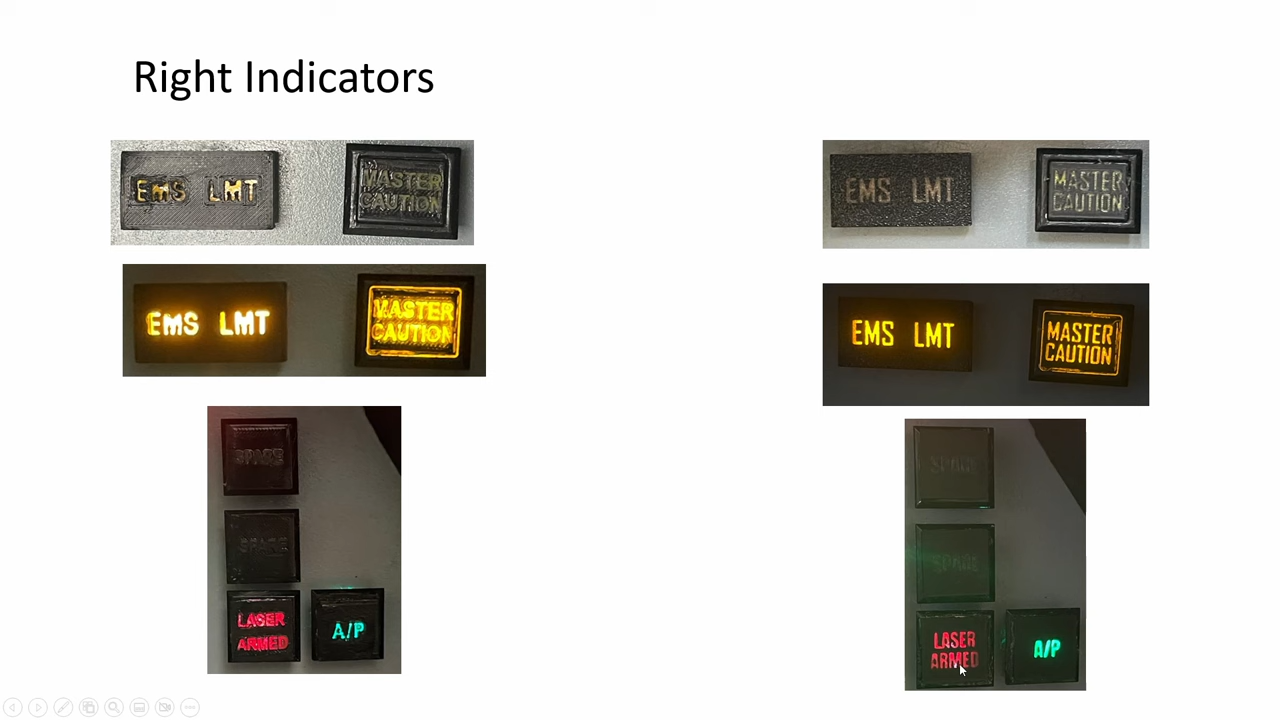 Right Indicators
EMS LMT
MASTER
CAUTION
EMS LMT
MASTER
CAUTION
EMS LMT
MASTER
CAUTION
EMS LMT
MASTER
CAUTION
SPARE
SPARE
LASER
ARMED
A/P
SPARE
SPARE
LASER
ARMED
A/P